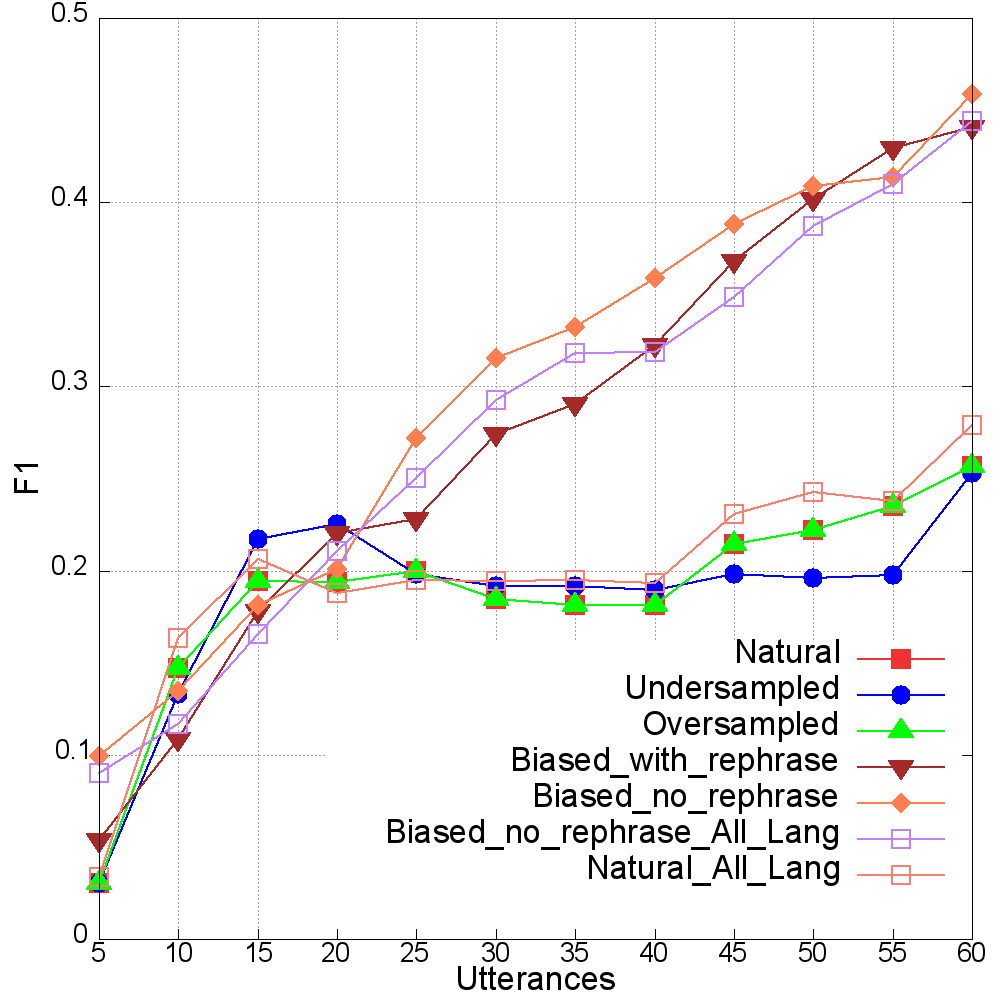 0.5
0.4
0.3
0.2
0.1
0
F1
Natural
Undersampled
Oversampled
Biased_with_rephrase
Biased_no_rephrase
Biased_no_rephrase_All_Lang
Natural_All_Lang
5 10 15 20 25 30 35 40 45 50 55 60
Utterances